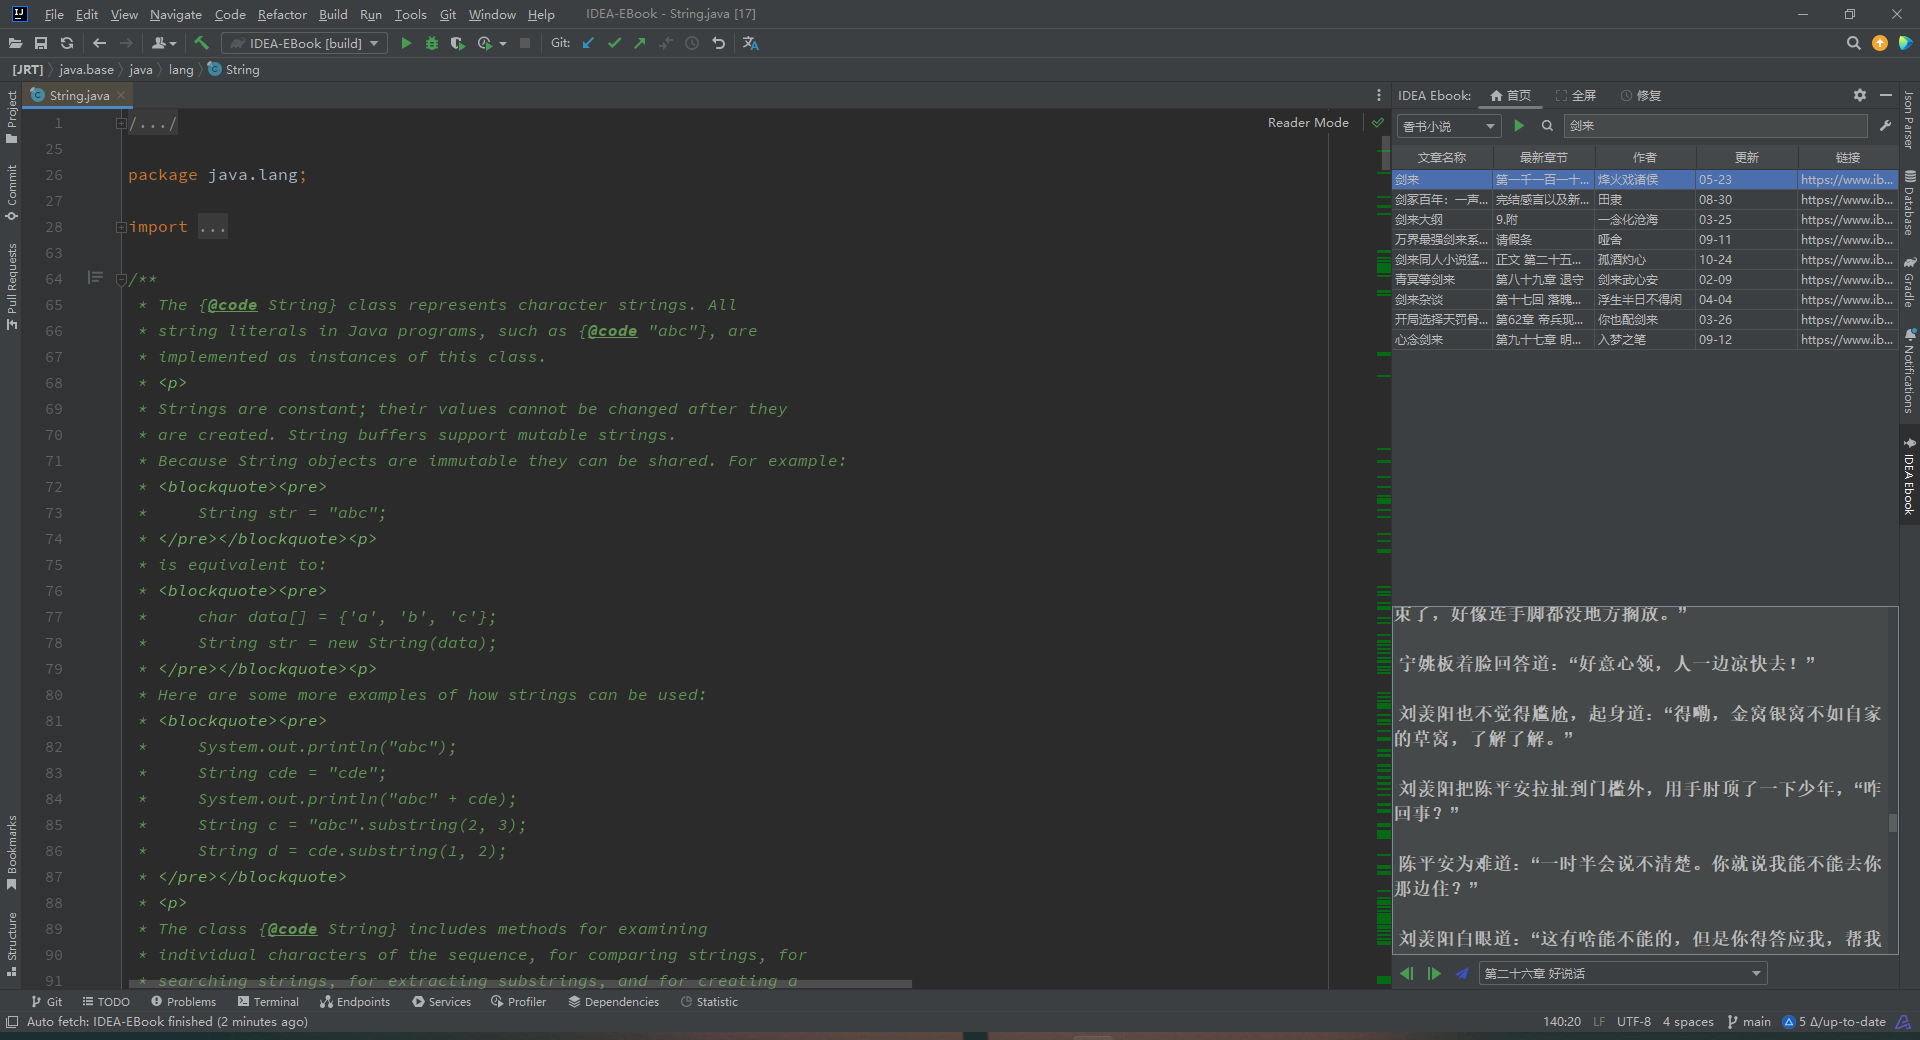 File Edit View Navigate Code Refactor Build Run Tools Git Window Help IDEA-EBook - String.java [17]
IDEA-EBook [build] Git:
[JRT] java.base java lang String
Project
Commit
Pull Requests
Bookmarks
Structure
String.java
Reader Mode
1 /.../
25
26 package java.lang;
27
28 import ...
63
64 /**
65 * The {@code String} class represents character strings. All
66 * string literals in Java programs, such as {@code "abc"}, are
67 * implemented as instances of this class.
68 * <p>
69 * Strings are constant; their values cannot be changed after they
70 * are created. String buffers support mutable strings.
71 * Because String objects are immutable they can be shared. For example:
72 * <blockquote><pre>
73 *     String str = "abc";
74 * </pre></blockquote><p>
75 * is equivalent to:
76 * <blockquote><pre>
77 *     char data[] = {'a', 'b', 'c'};
78 *     String str = new String(data);
79 * </pre></blockquote><p>
80 * Here are some more examples of how strings can be used:
81 * <blockquote><pre>
82 *     System.out.println("abc");
83 *     String cde = "cde";
84 *     System.out.println("abc" + cde);
85 *     String c = "abc".substring(2, 3);
86 *     String d = cde.substring(1, 2);
87 * </pre></blockquote>
88 * <p>
89 * The class {@code String} includes methods for examining
90 * individual characters of the sequence, for comparing strings, for
91 * searching strings, for extracting substrings, and for creating a
IDEA Ebook: 首页 全屏 修复
香书小说 剑来
文章名称 最新章节 作者 更新 链接
剑来 第一千一百一十... 烽火戏诸侯 05-23 https://www.ib...
剑冢百年：一声... 完结感言以及新... 田隶 08-30 https://www.ib...
剑来大纲 9.附 一念化沧海 03-25 https://www.ib...
万界最强剑来系... 请假条 哑舍 09-11 https://www.ib...
剑来同人小说猛... 正文 第二十五... 孤酒灼心 10-24 https://www.ib...
青冥等剑来 第八十九章 退守 剑来武心安 02-09 https://www.ib...
剑来杂谈 第十七回 落魄... 浮生半日不得闲 04-04 https://www.ib...
开局选择天罚骨... 第62章 帝兵现... 你也配剑来 03-26 https://www.ib...
心念剑来 第九十七章 明... 入梦之笔 09-12 https://www.ib...
束了，好像连手脚都没地方搁放。”
宁姚板着脸回答道：“好意心领，人一边凉快去！”
刘羡阳也不觉得尴尬，起身道：“得嘞，金窝银窝不如自家
的草窝，了解了解。”
刘羡阳把陈平安拉扯到门槛外，用手肘顶了一下少年，“咋
回事？”
陈平安为难道：“一时半会说不清楚。你就说我能不能去你
那边住？”
刘羡阳白眼道：“这有啥能不能的，但是你得答应我，帮我
第二十六章 好说话
Json Parser
Database
Gradle
Notifications
IDEA Ebook
Git TODO Problems Terminal Endpoints Services Profiler Dependencies Statistic
Auto fetch: IDEA-EBook finished (2 minutes ago) 140:20 LF UTF-8 4 spaces main 5 Δ/up-to-date